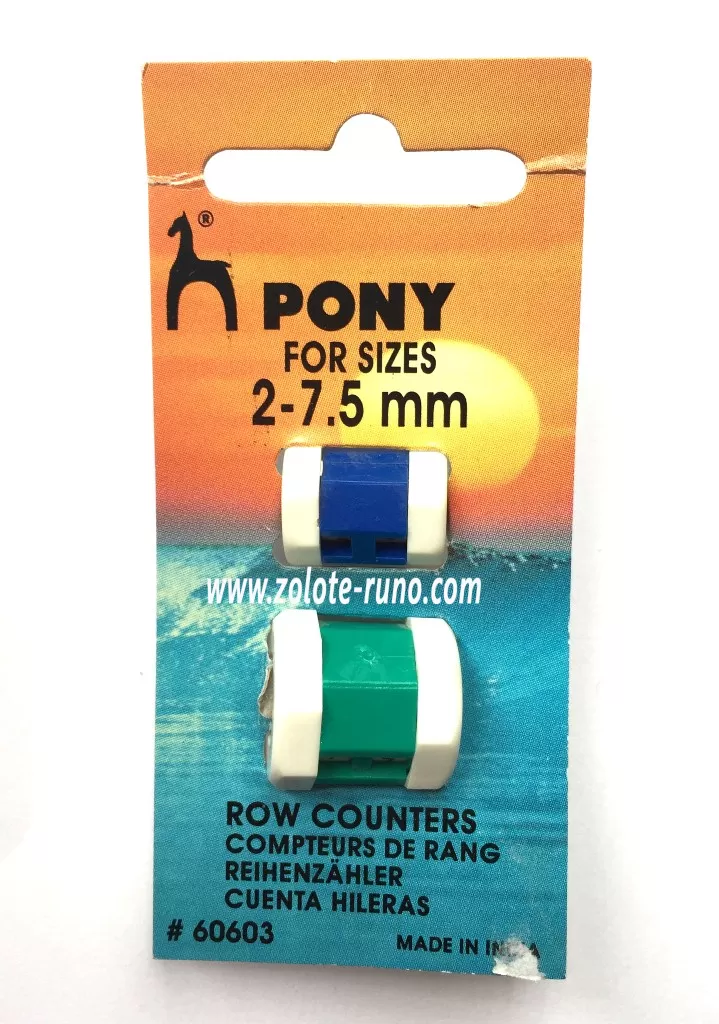 ®
PONY
FOR SIZES
2-7.5 mm
www.zolote-runo.com
ROW COUNTERS
COMPTEURS DE RANG
REIHENZÄHLER
CUENTA HILERAS
# 60603
MADE IN INDIA